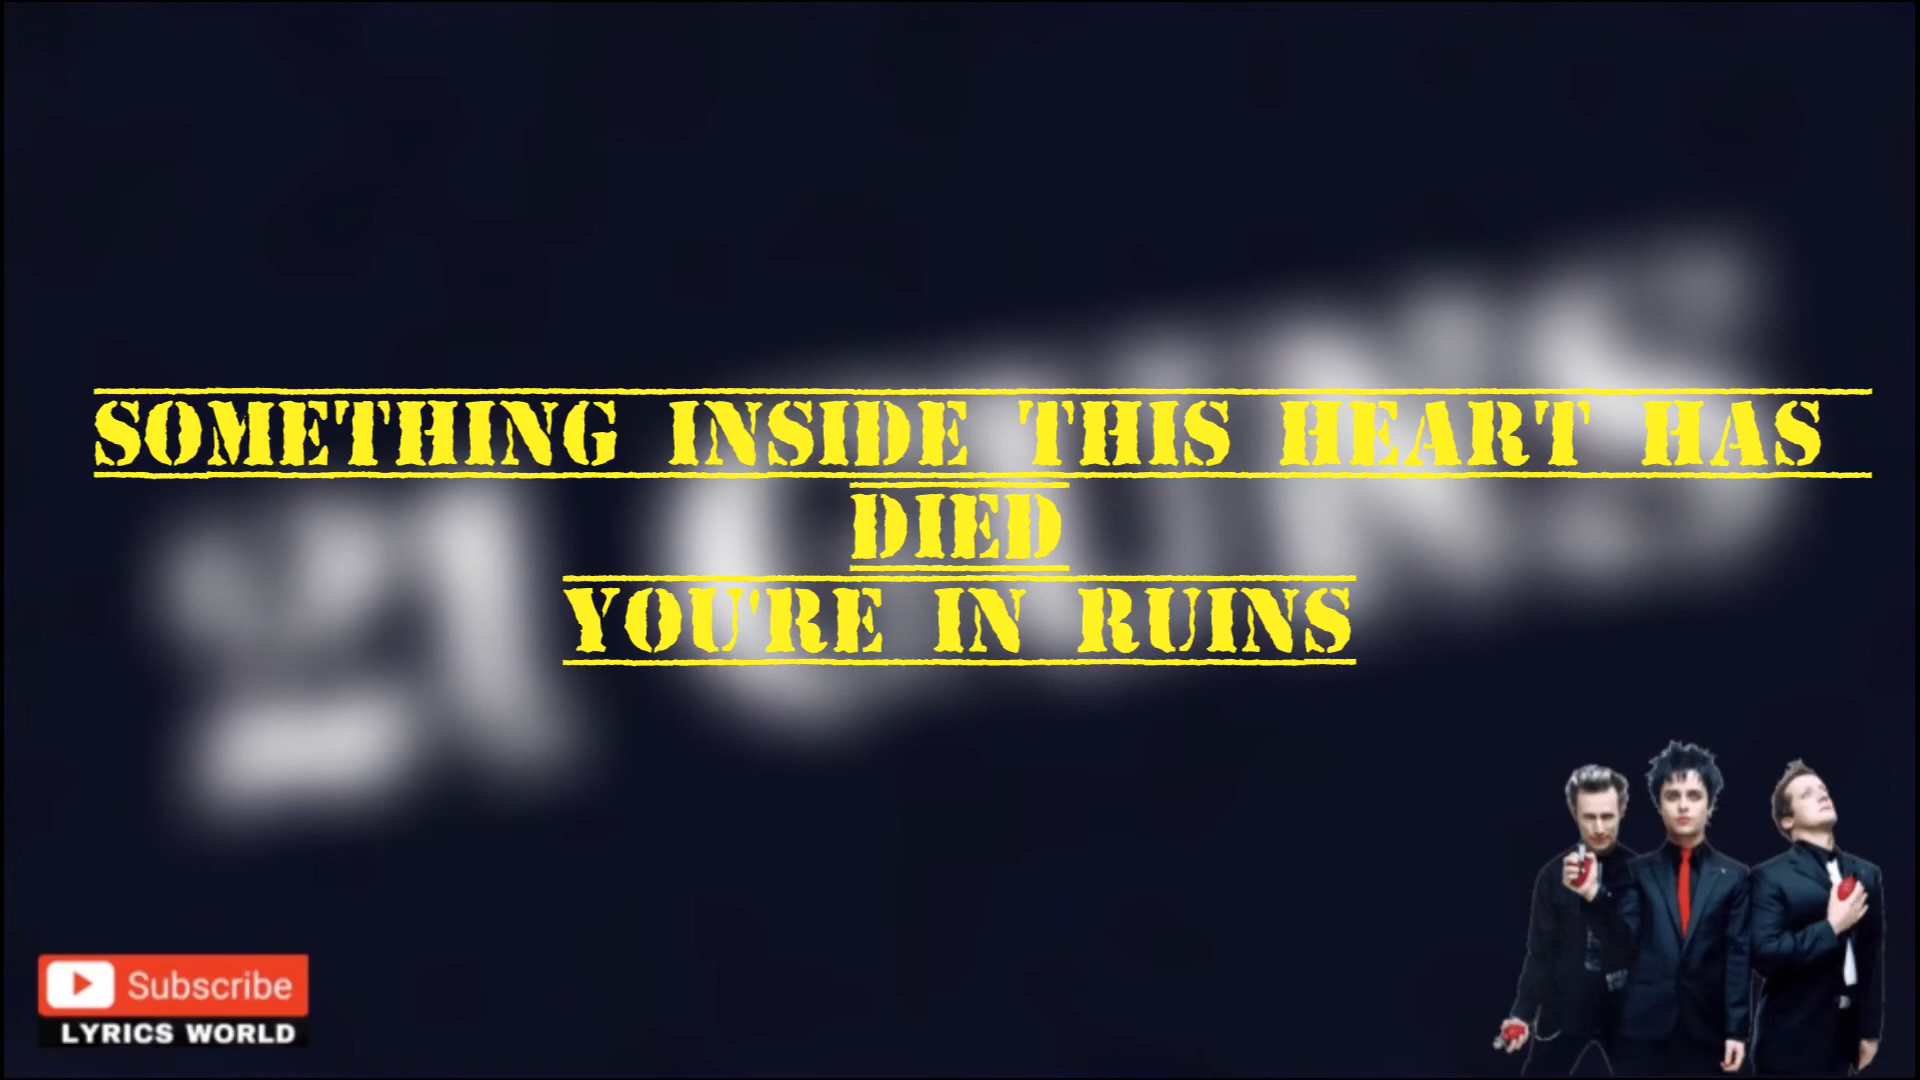 SOMETHING INSIDE THIS HEART HAS
DIED
YOU'RE IN RUINS
Subscribe
LYRICS WORLD